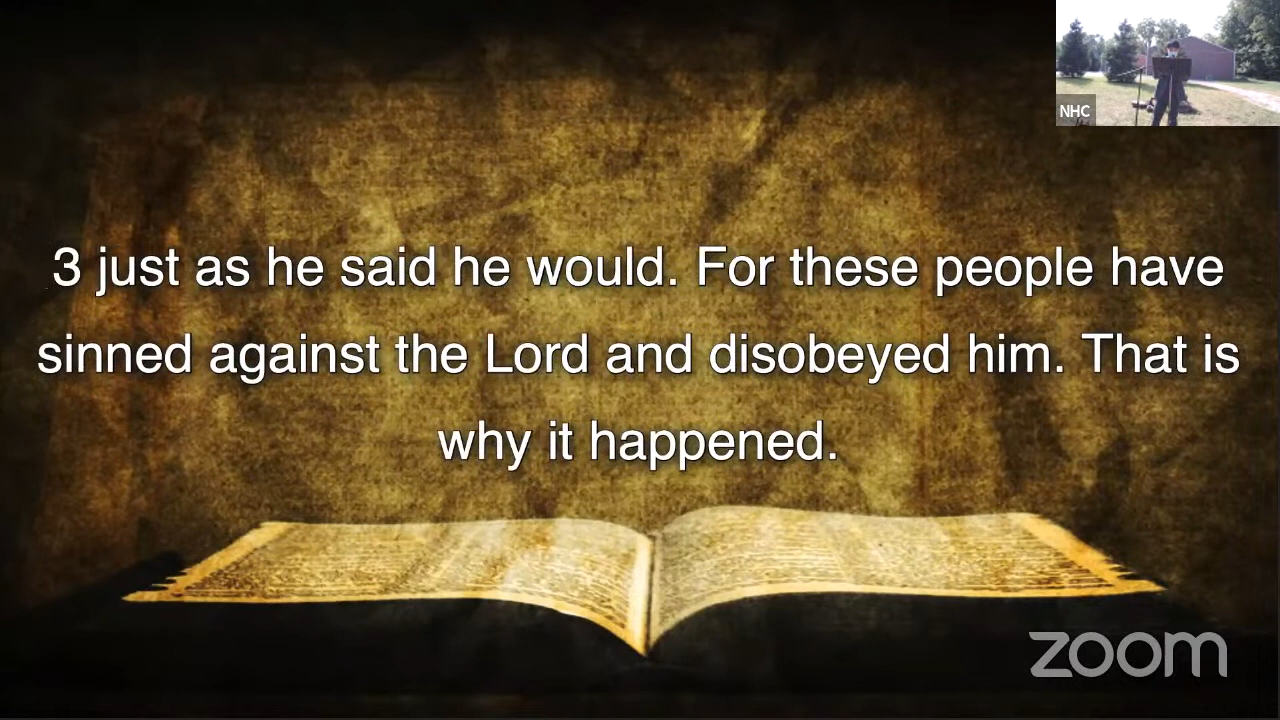 NHC
3 just as he said he would. For these people have
sinned against the Lord and disobeyed him. That is
why it happened.
zoom